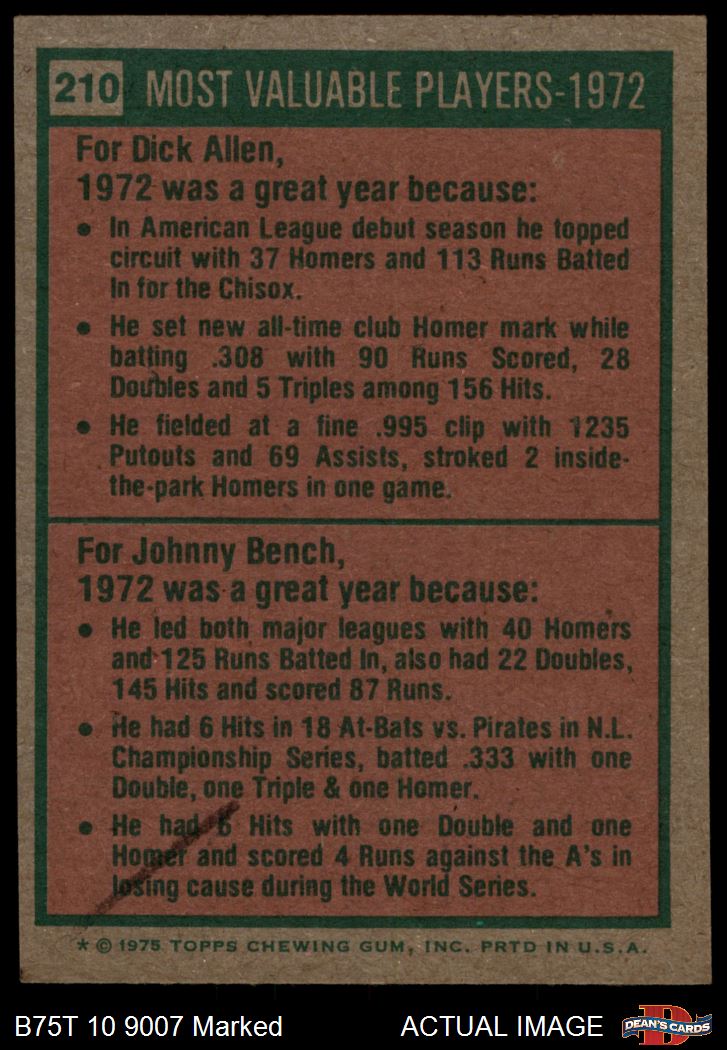 210 MOST VALUABLE PLAYERS-1972
For Dick Allen,
1972 was a great year because:
• In American League debut season he topped
circuit with 37 Homers and 113 Runs Batted
In for the Chisox.
• He set new all-time club Homer mark while
batting .308 with 90 Runs Scored, 28
Doubles and 5 Triples among 156 Hits.
• He fielded at a fine .995 clip with 1235
Putouts and 69 Assists, stroked 2 inside-
the-park Homers in one game.
For Johnny Bench,
1972 was a great year because:
• He led both major leagues with 40 Homers
and 125 Runs Batted In, also had 22 Doubles,
145 Hits and scored 87 Runs.
• He had 6 Hits in 18 At-Bats vs. Pirates in N.L.
Championship Series, batted .333 with one
Double, one Triple & one Homer.
• He had 6 Hits with one Double and one
Homer and scored 4 Runs against the A's in
losing cause during the World Series.
* © 1975 TOPPS CHEWING GUM, INC. PRTD IN U.S.A.
B75T 10 9007 Marked ACTUAL IMAGE D DEAN'S CARDS